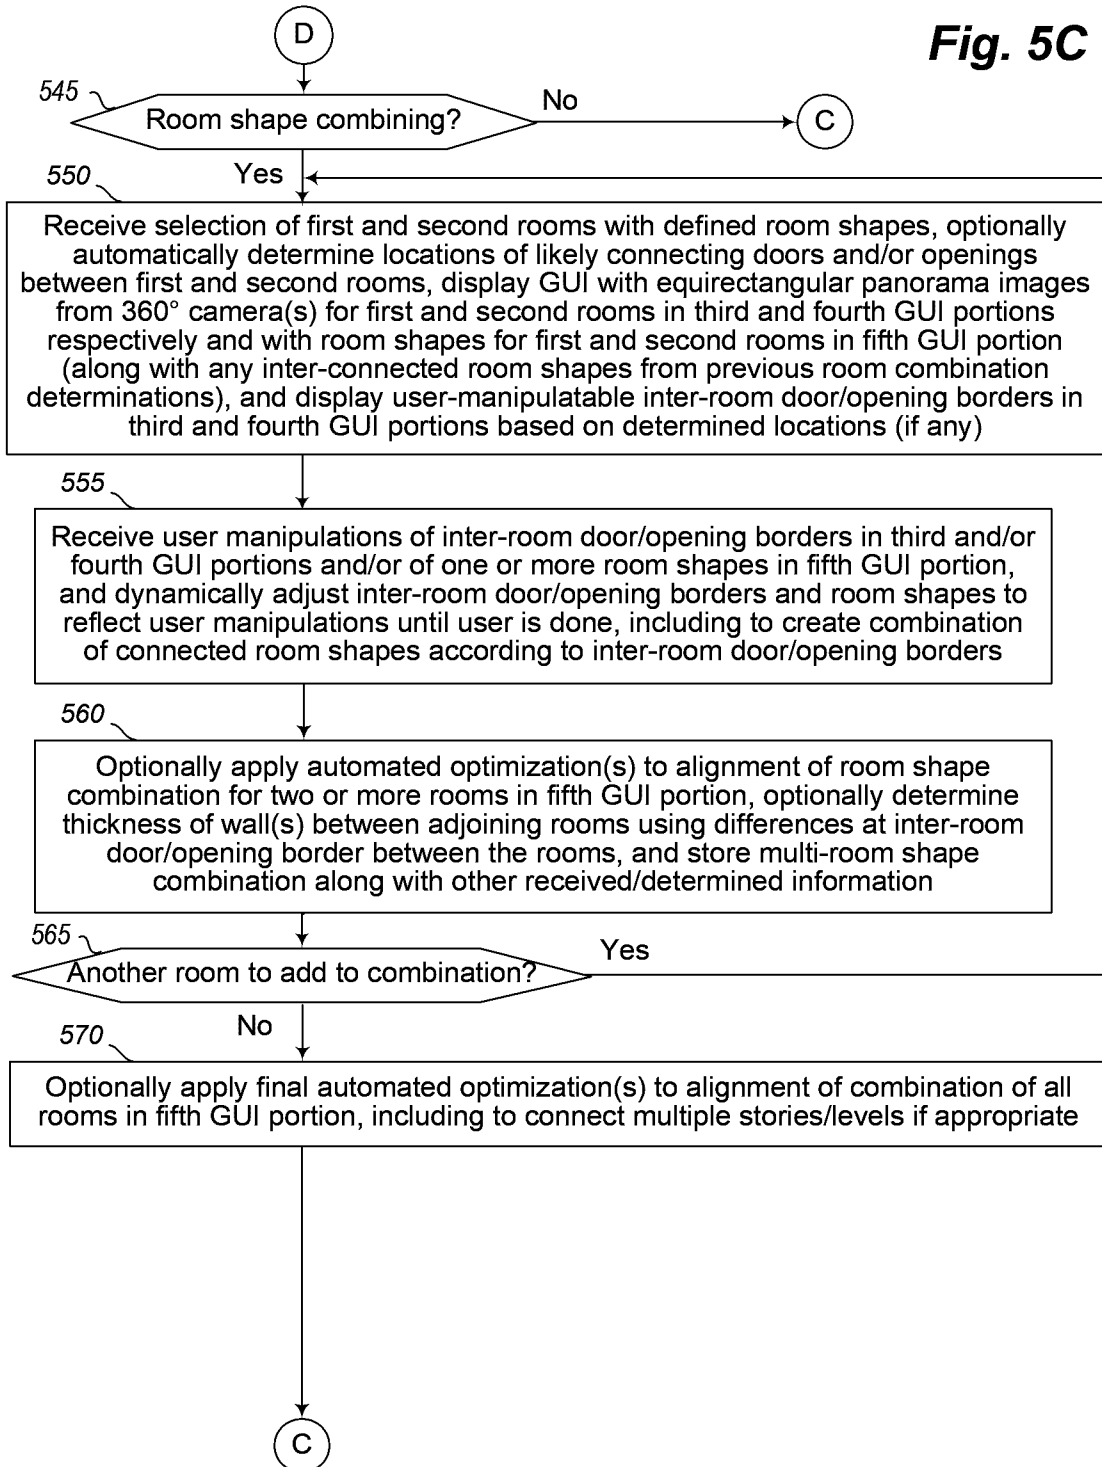 D
Fig. 5C
545
Room shape combining?
No
C
Yes
550
Receive selection of first and second rooms with defined room shapes, optionally
automatically determine locations of likely connecting doors and/or openings
between first and second rooms, display GUI with equirectangular panorama images
from 360° camera(s) for first and second rooms in third and fourth GUI portions
respectively and with room shapes for first and second rooms in fifth GUI portion
(along with any inter-connected room shapes from previous room combination
determinations), and display user-manipulatable inter-room door/opening borders in
third and fourth GUI portions based on determined locations (if any)
555
Receive user manipulations of inter-room door/opening borders in third and/or
fourth GUI portions and/or of one or more room shapes in fifth GUI portion,
and dynamically adjust inter-room door/opening borders and room shapes to
reflect user manipulations until user is done, including to create combination
of connected room shapes according to inter-room door/opening borders
560
Optionally apply automated optimization(s) to alignment of room shape
combination for two or more rooms in fifth GUI portion, optionally determine
thickness of wall(s) between adjoining rooms using differences at inter-room
door/opening border between the rooms, and store multi-room shape
combination along with other received/determined information
565
Another room to add to combination?
Yes
No
570
Optionally apply final automated optimization(s) to alignment of combination of all
rooms in fifth GUI portion, including to connect multiple stories/levels if appropriate
C